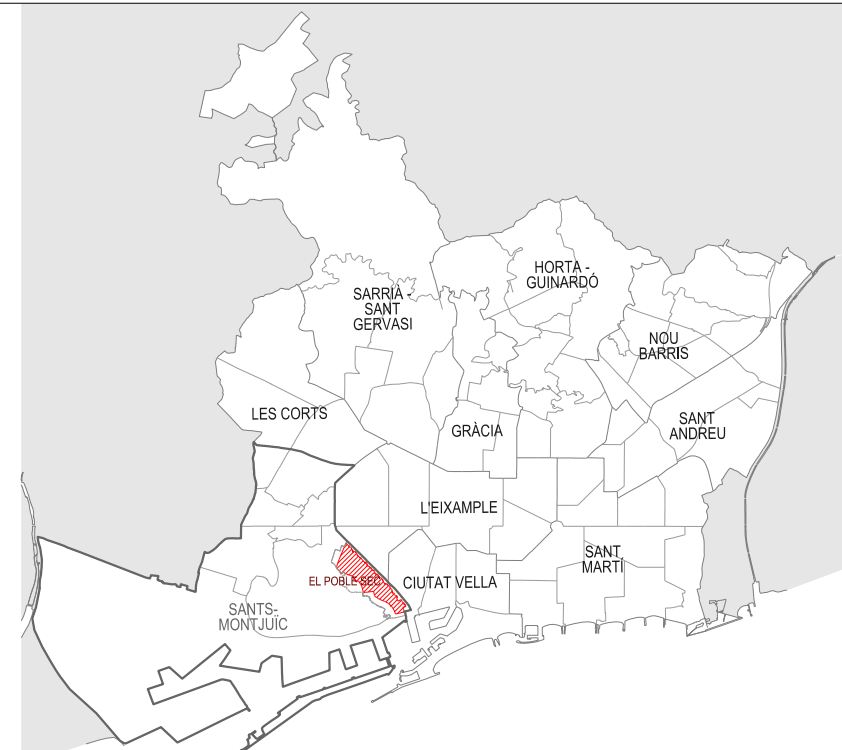 HORTA -
GUINARDÓ
SARRIÀ -
SANT
GERVASI
NOU
BARRIS
LES CORTS
SANT
ANDREU
GRÀCIA
L'EIXAMPLE
SANT
MARTÍ
EL POBLE SEC
CIUTAT VELLA
SANTS-
MONTJUÏC